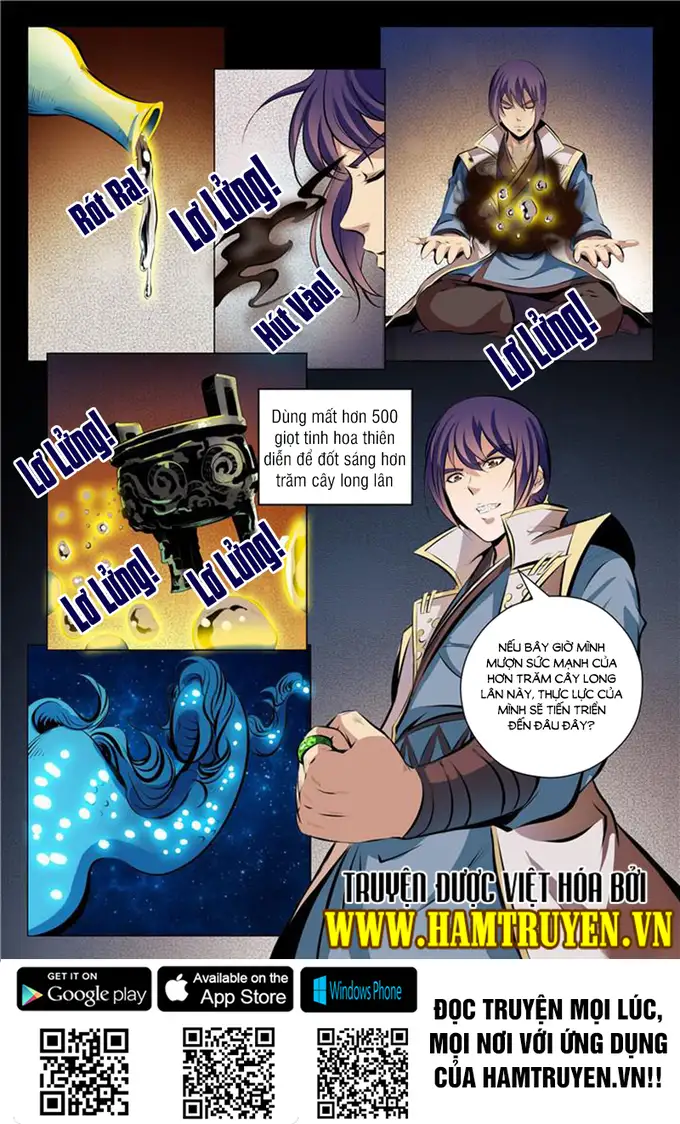 Rót Ra!
Lơ Lửng!
Hút Vào!
Lơ Lửng!
Lơ Lửng!
Dùng mất hơn 500
giọt tinh hoa thiên
diễn để đốt sáng hơn
trăm cây long lân
Lơ Lửng!
Lơ Lửng!
NẾU BÂY GIỜ MÌNH
MƯỢN SỨC MẠNH CỦA
HƠN TRĂM CÂY LONG
LÂN NÀY, THỰC LỰC CỦA
MÌNH SẼ TIẾN TRIỂN
ĐẾN ĐÂU ĐÂY?
TRUYỆN ĐƯỢC VIỆT HÓA BỞI
WWW.HAMTRUYEN.VN
GET IT ON
Google play
Available on the
App Store
Windows Phone
ĐỌC TRUYỆN MỌI LÚC,
MỌI NƠI VỚI ỨNG DỤNG
CỦA HAMTRUYEN.VN!!